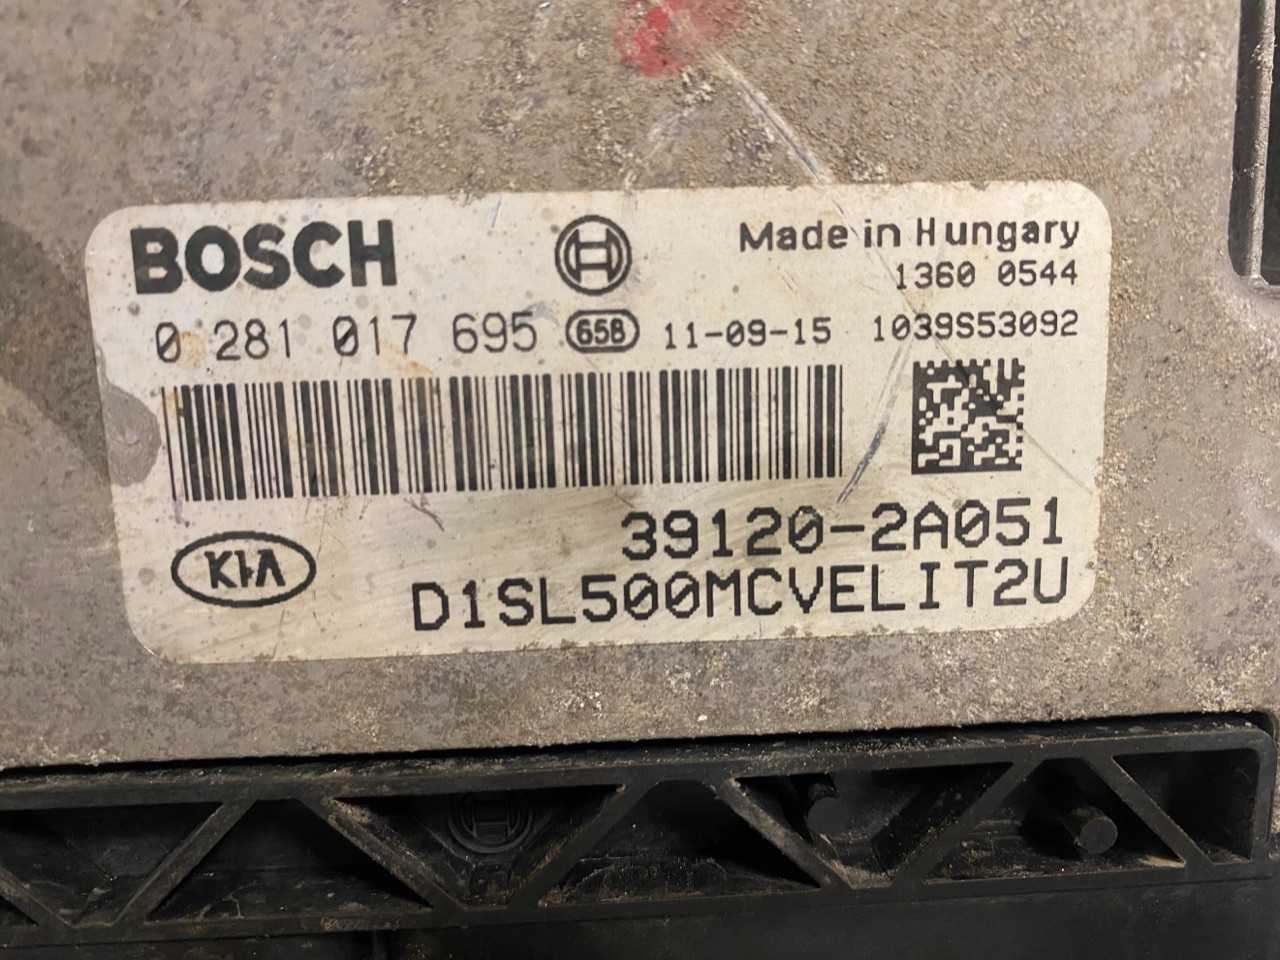 BOSCH
Made in Hungary
1360 0544
0 281 017 695 658 11-09-15 1039S53092
39120-2A051
KIA
D1SL500MCVELIT2U